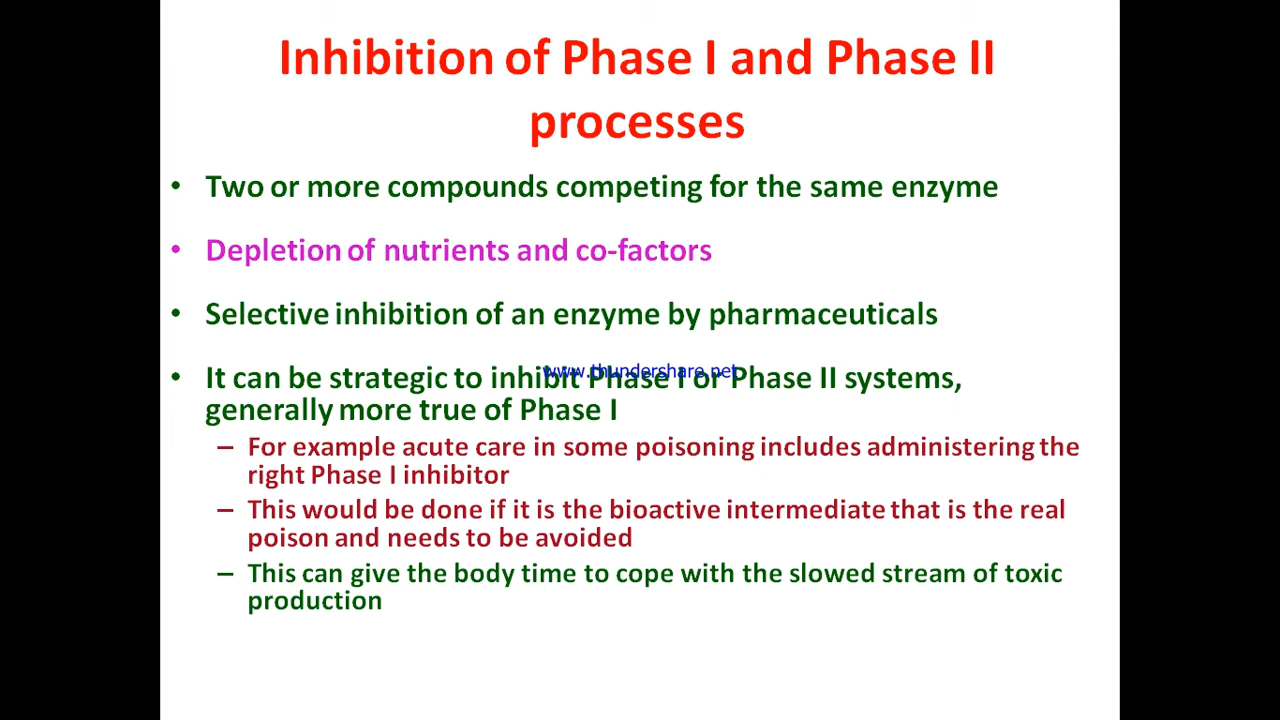 Inhibition of Phase I and Phase II
processes
• Two or more compounds competing for the same enzyme
• Depletion of nutrients and co-factors
• Selective inhibition of an enzyme by pharmaceuticals
www.thundershare.net
• It can be strategic to inhibit Phase I or Phase II systems,
generally more true of Phase I
– For example acute care in some poisoning includes administering the
right Phase I inhibitor
– This would be done if it is the bioactive intermediate that is the real
poison and needs to be avoided
– This can give the body time to cope with the slowed stream of toxic
production